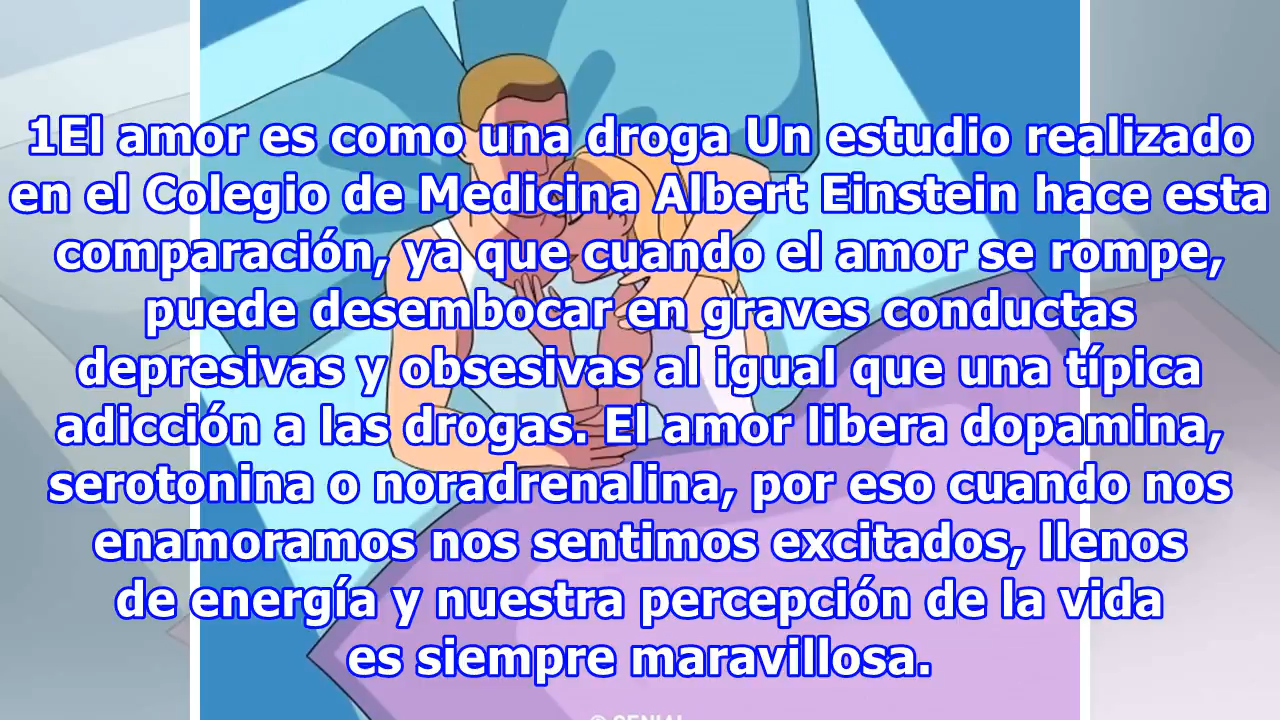 1El amor es como una droga Un estudio realizado
en el Colegio de Medicina Albert Einstein hace esta
comparación, ya que cuando el amor se rompe,
puede desembocar en graves conductas
depresivas y obsesivas al igual que una típica
adicción a las drogas. El amor libera dopamina,
serotonina o noradrenalina, por eso cuando nos
enamoramos nos sentimos excitados, llenos
de energía y nuestra percepción de la vida
es siempre maravillosa.